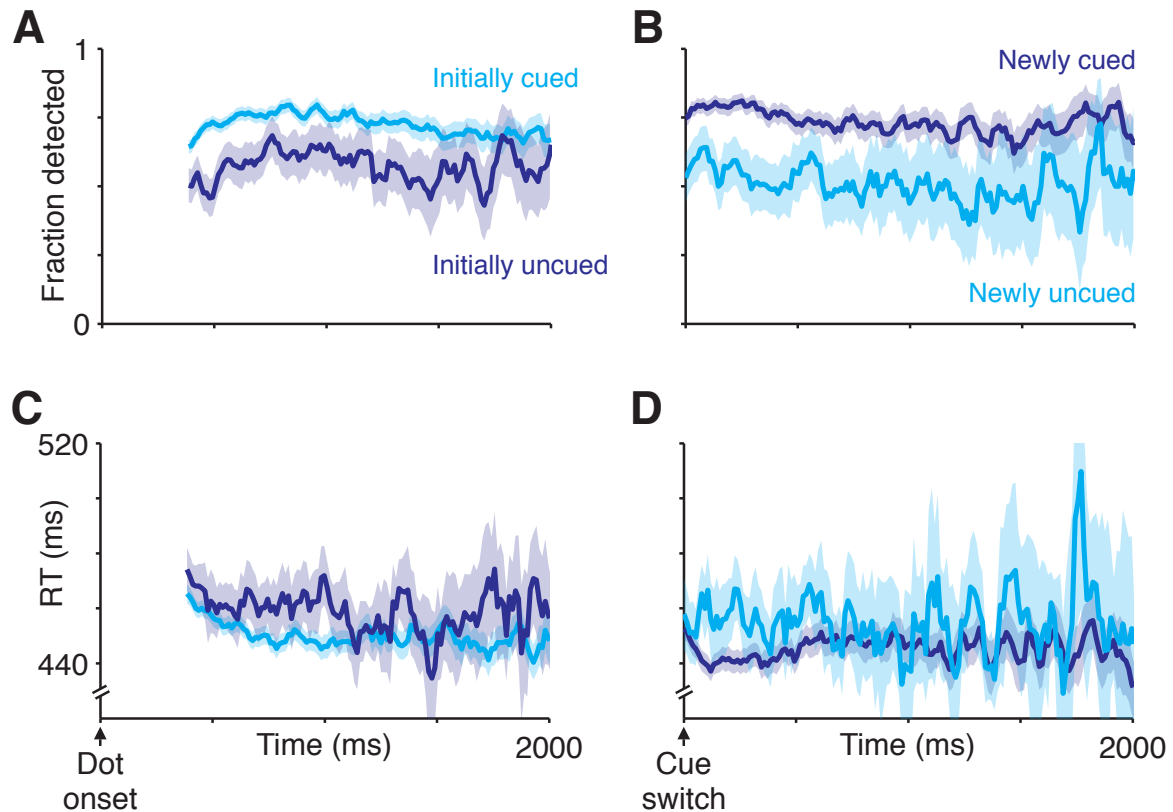 A
B
1
Fraction detected
0
Initially cued
Initially uncued
Newly cued
Newly uncued
C
D
520
RT (ms)
440
Time (ms)
2000
Time (ms)
2000
Dot
onset
Cue
switch